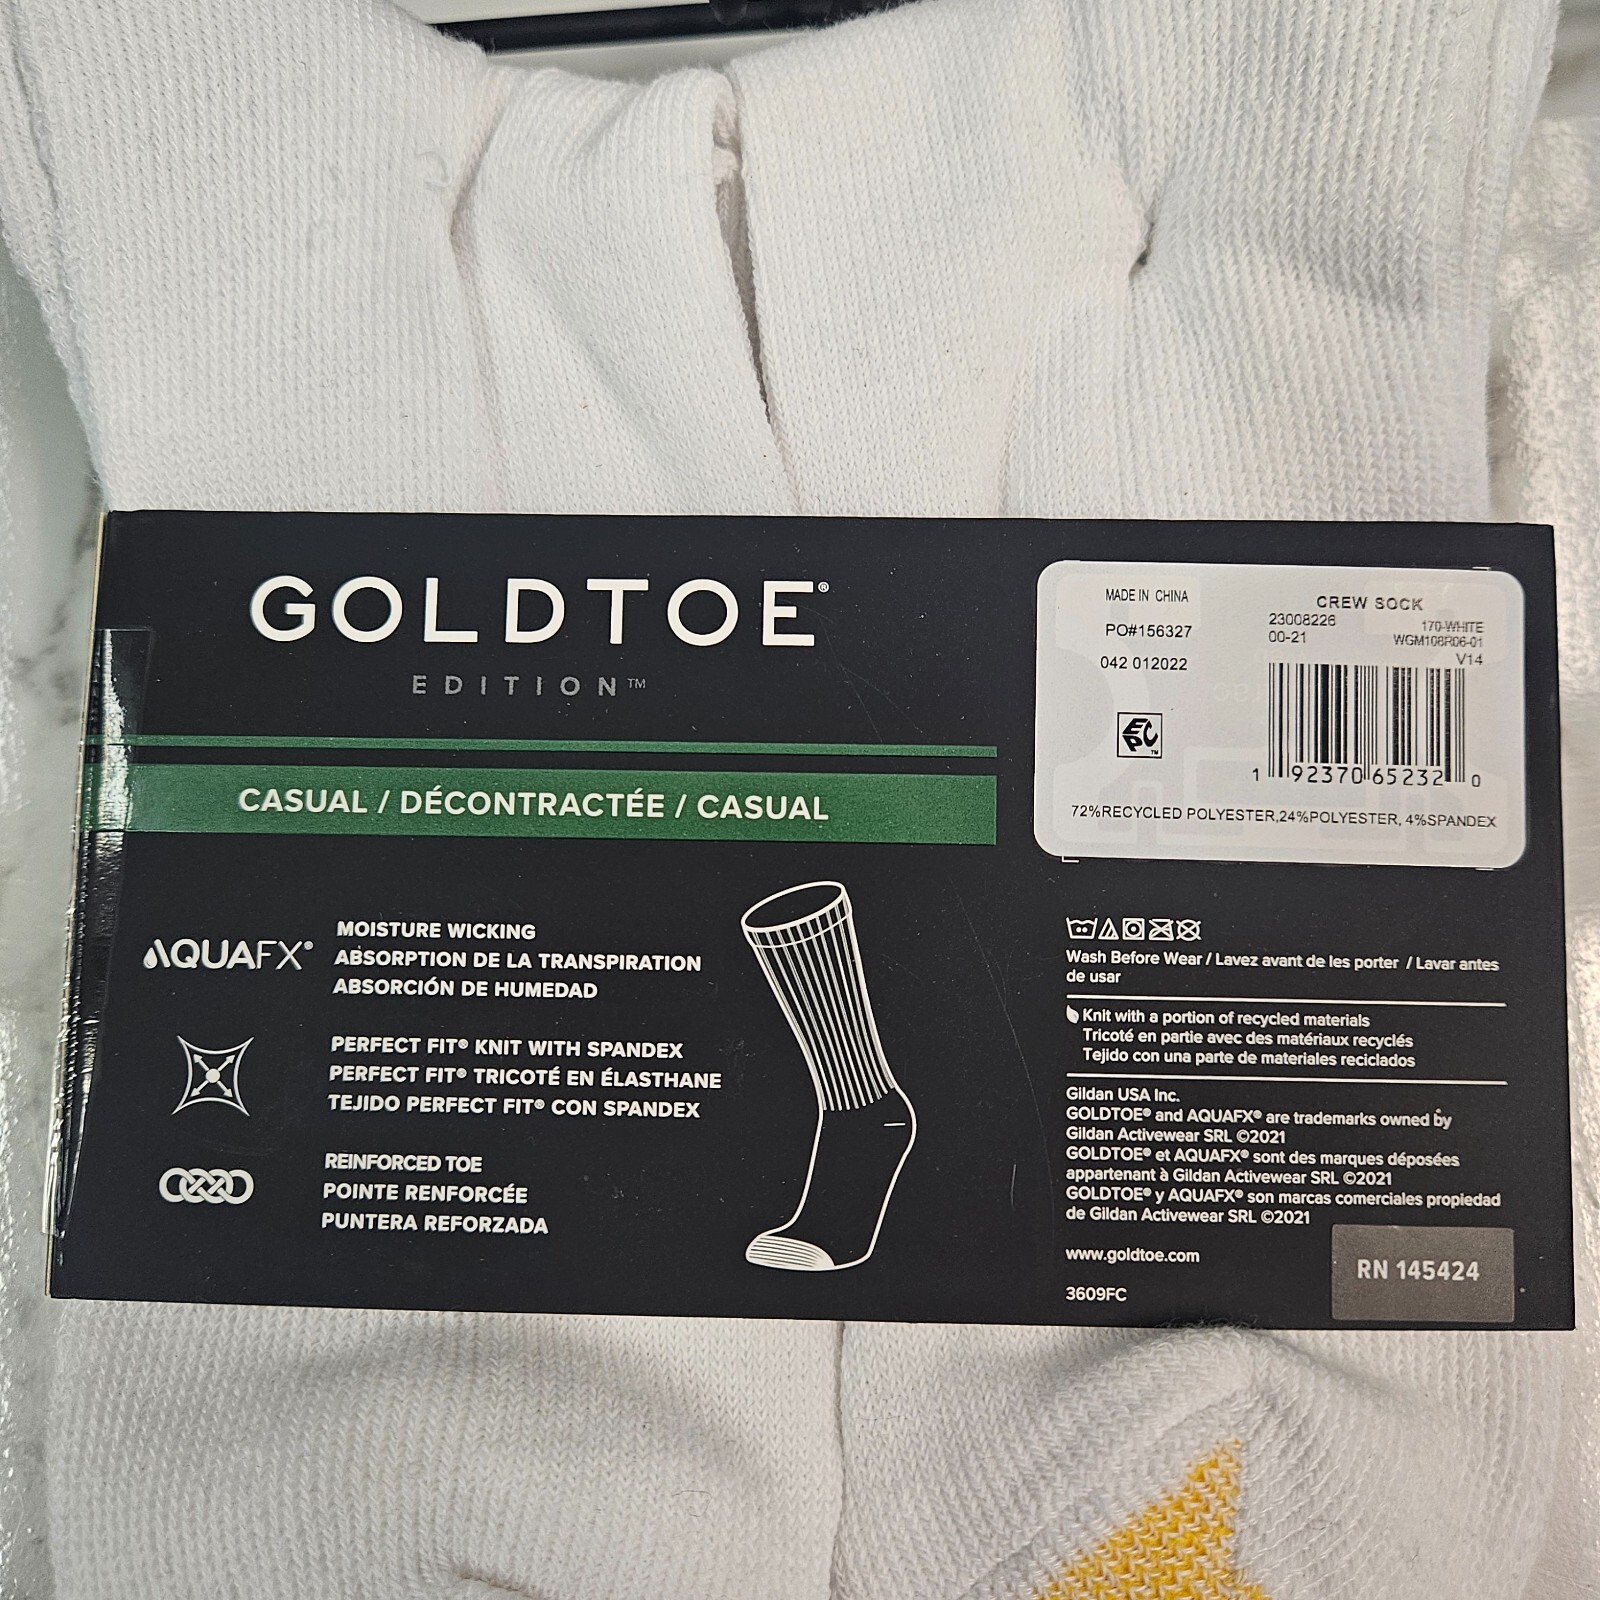 GOLDTOE®
EDITION™
CASUAL / DÉCONTRACTÉE / CASUAL
AQUAFX®
MOISTURE WICKING
ABSORPTION DE LA TRANSPIRATION
ABSORCIÓN DE HUMEDAD
PERFECT FIT® KNIT WITH SPANDEX
PERFECT FIT® TRICOTÉ EN ÉLASTHANE
TEJIDO PERFECT FIT® CON SPANDEX
REINFORCED TOE
POINTE RENFORCÉE
PUNTERA REFORZADA
MADE IN CHINA
PO#156327
042 012022
EPC™
CREW SOCK
23008226 170-WHITE
00-21 WGM108R06-01
V14
1 92370 65232 0
72%RECYCLED POLYESTER,24%POLYESTER, 4%SPANDEX
Wash Before Wear / Lavez avant de les porter / Lavar antes
de usar
Knit with a portion of recycled materials
Tricoté en partie avec des matériaux recyclés
Tejido con una parte de materiales reciclados
Gildan USA Inc.
GOLDTOE® and AQUAFX® are trademarks owned by
Gildan Activewear SRL ©2021
GOLDTOE® et AQUAFX® sont des marques déposées
appartenant à Gildan Activewear SRL ©2021
GOLDTOE® y AQUAFX® son marcas comerciales propiedad
de Gildan Activewear SRL ©2021
www.goldtoe.com
RN 145424
3609FC